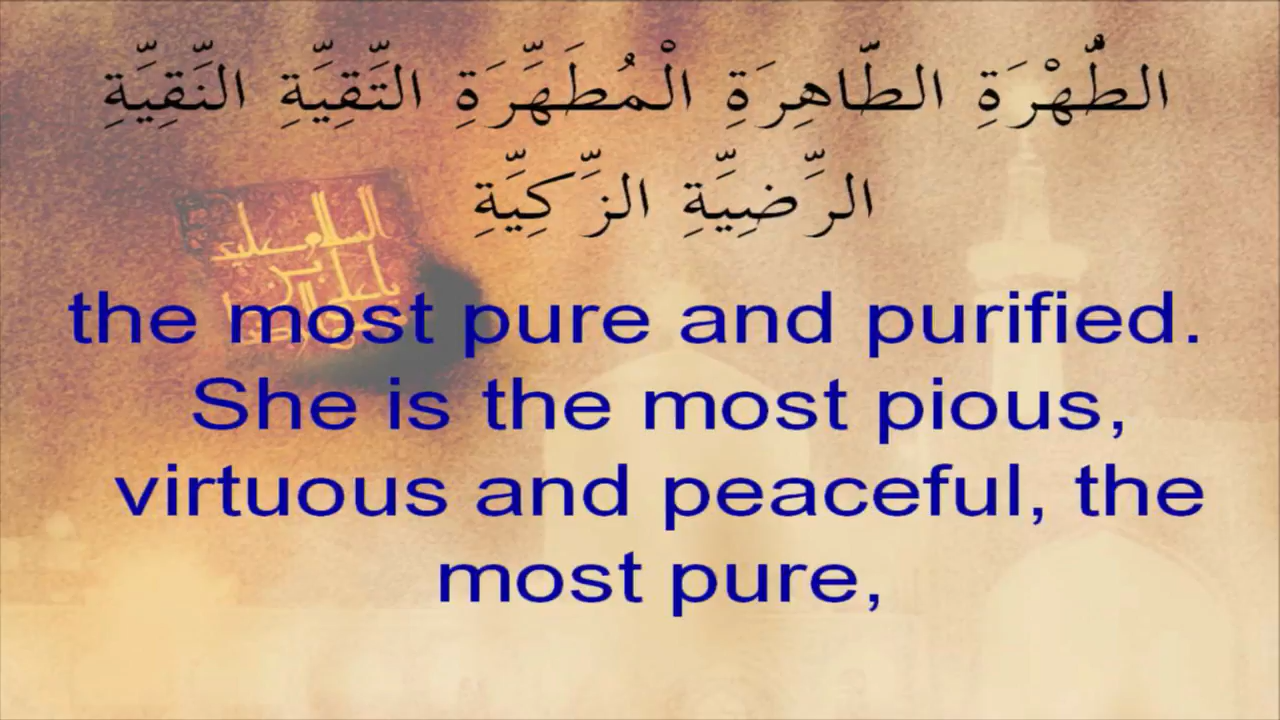 الطُّهْرَةِ الطَّاهِرَةِ الْمُطَهَّرَةِ التَّقِيَّةِ النَّقِيَّةِ
الرَّضِيَّةِ الزَّكِيَّةِ
the most pure and purified.
She is the most pious,
virtuous and peaceful, the
most pure,